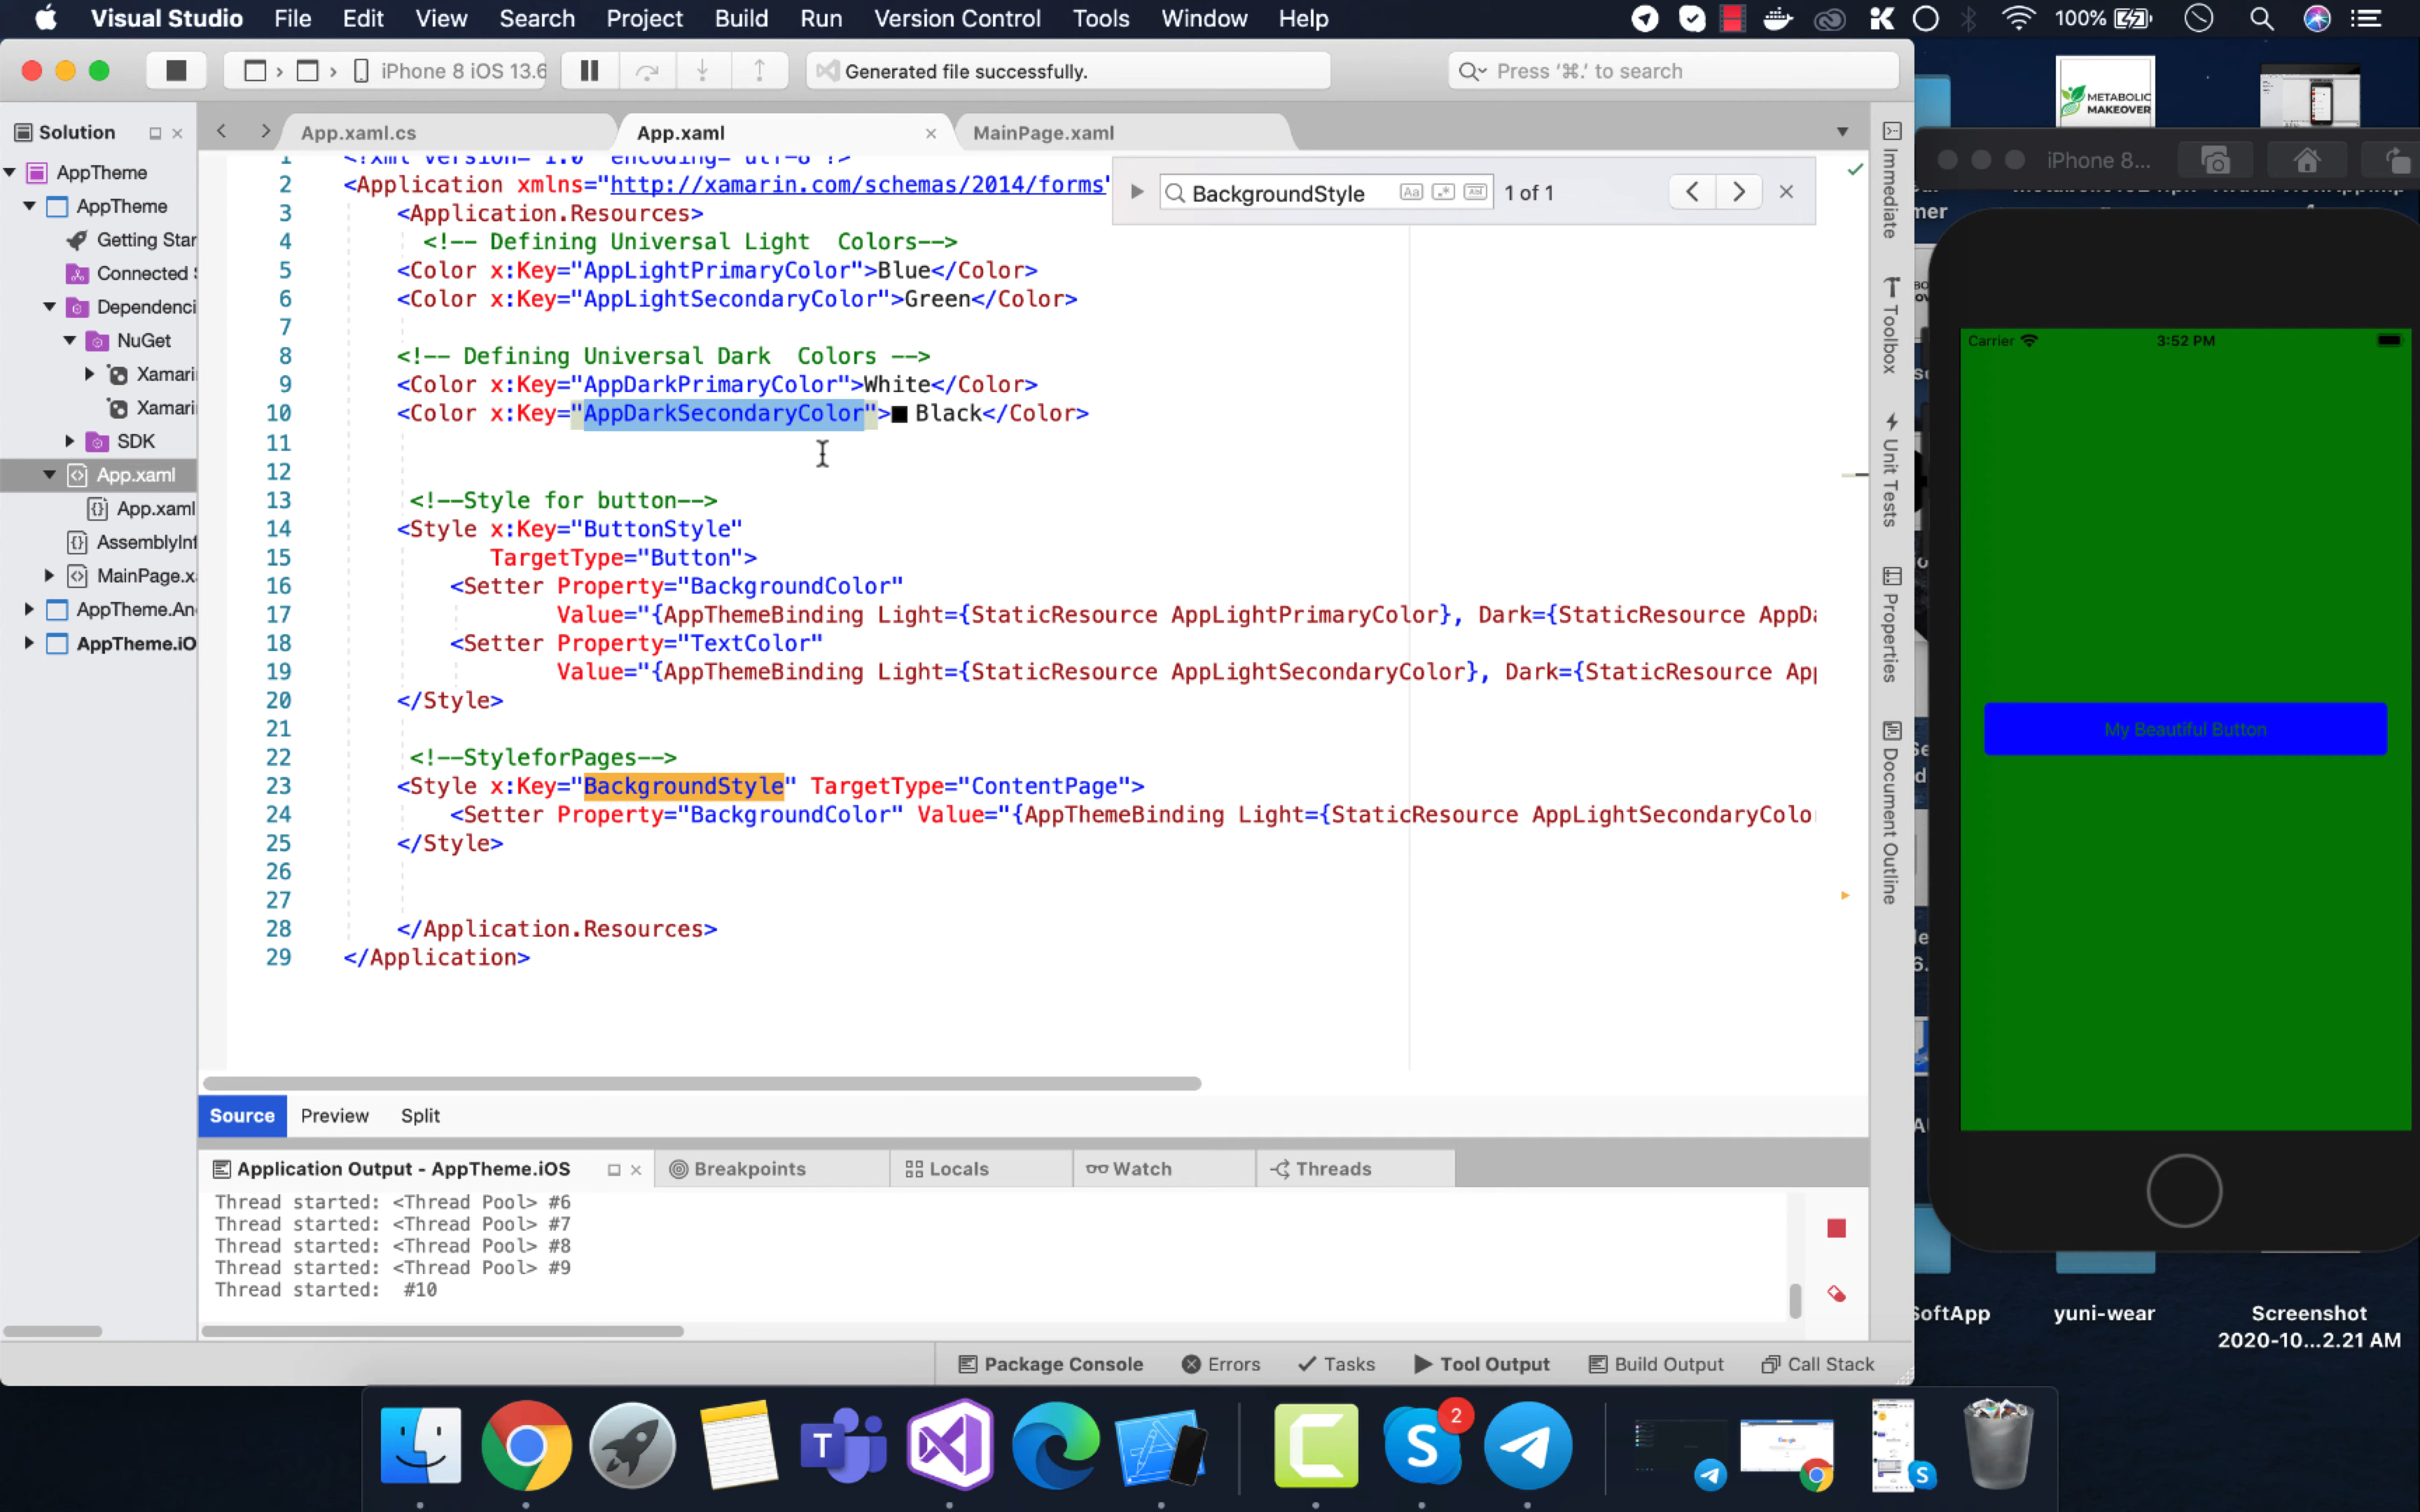 Visual Studio File Edit View Search Project Build Run Version Control Tools Window Help 100%
iPhone 8 iOS 13.6 Generated file successfully. Press '⌘.' to search
METABOLIC
MAKEOVER
Solution App.xaml.cs App.xaml MainPage.xaml
iPhone 8...
BackgroundStyle 1 of 1
AppTheme
AppTheme
Getting Star
Connected
Dependenci
NuGet
Xamari
Xamari
SDK
App.xaml
App.xaml
AssemblyInf
MainPage.x
AppTheme.An
AppTheme.iO
1 <?xml version="1.0" encoding="utf-8"?>
2 <Application xmlns="http://xamarin.com/schemas/2014/forms"
3 <Application.Resources>
4 <!-- Defining Universal Light  Colors-->
5 <Color x:Key="AppLightPrimaryColor">Blue</Color>
6 <Color x:Key="AppLightSecondaryColor">Green</Color>
7
8 <!-- Defining Universal Dark  Colors -->
9 <Color x:Key="AppDarkPrimaryColor">White</Color>
10 <Color x:Key="AppDarkSecondaryColor">Black</Color>
11
12
13 <!--Style for button-->
14 <Style x:Key="ButtonStyle"
15 TargetType="Button">
16 <Setter Property="BackgroundColor"
17 Value="{AppThemeBinding Light={StaticResource AppLightPrimaryColor}, Dark={StaticResource AppDa
18 <Setter Property="TextColor"
19 Value="{AppThemeBinding Light={StaticResource AppLightSecondaryColor}, Dark={StaticResource App
20 </Style>
21
22 <!--StyleforPages-->
23 <Style x:Key="BackgroundStyle" TargetType="ContentPage">
24 <Setter Property="BackgroundColor" Value="{AppThemeBinding Light={StaticResource AppLightSecondaryColo
25 </Style>
26
27
28 </Application.Resources>
29 </Application>
Immediate
Toolbox
Unit Tests
Properties
Document Outline
Carrier 3:52 PM
My Beautiful Button
Source Preview Split
Application Output - AppTheme.iOS Breakpoints Locals Watch Threads
Thread started: <Thread Pool> #6
Thread started: <Thread Pool> #7
Thread started: <Thread Pool> #8
Thread started: <Thread Pool> #9
Thread started:  #10
Package Console Errors Tasks Tool Output Build Output Call Stack
SoftApp yuni-wear Screenshot
2020-10...2.21 AM
2